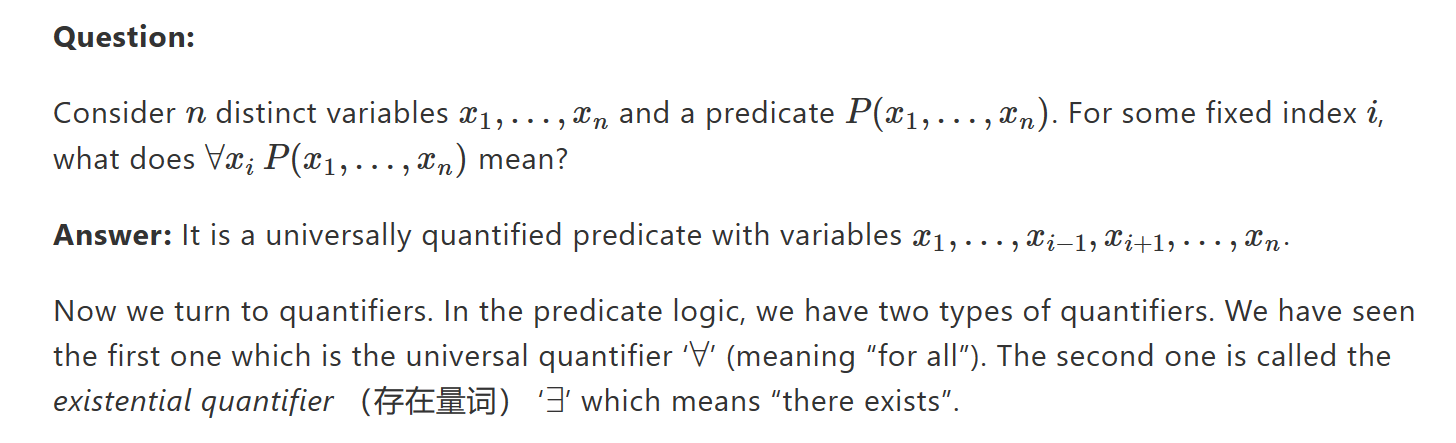 Question:
Consider n distinct variables x₁, . . . , xₙ and a predicate P(x₁, . . . , xₙ). For some fixed index i,
what does ∀xᵢ P(x₁, . . . , xₙ) mean?
Answer: It is a universally quantified predicate with variables x₁, . . . , xᵢ₋₁, xᵢ₊₁, . . . , xₙ.
Now we turn to quantifiers. In the predicate logic, we have two types of quantifiers. We have seen
the first one which is the universal quantifier ‘∀’ (meaning “for all”). The second one is called the
existential quantifier （存在量词） ‘∃’ which means “there exists”.